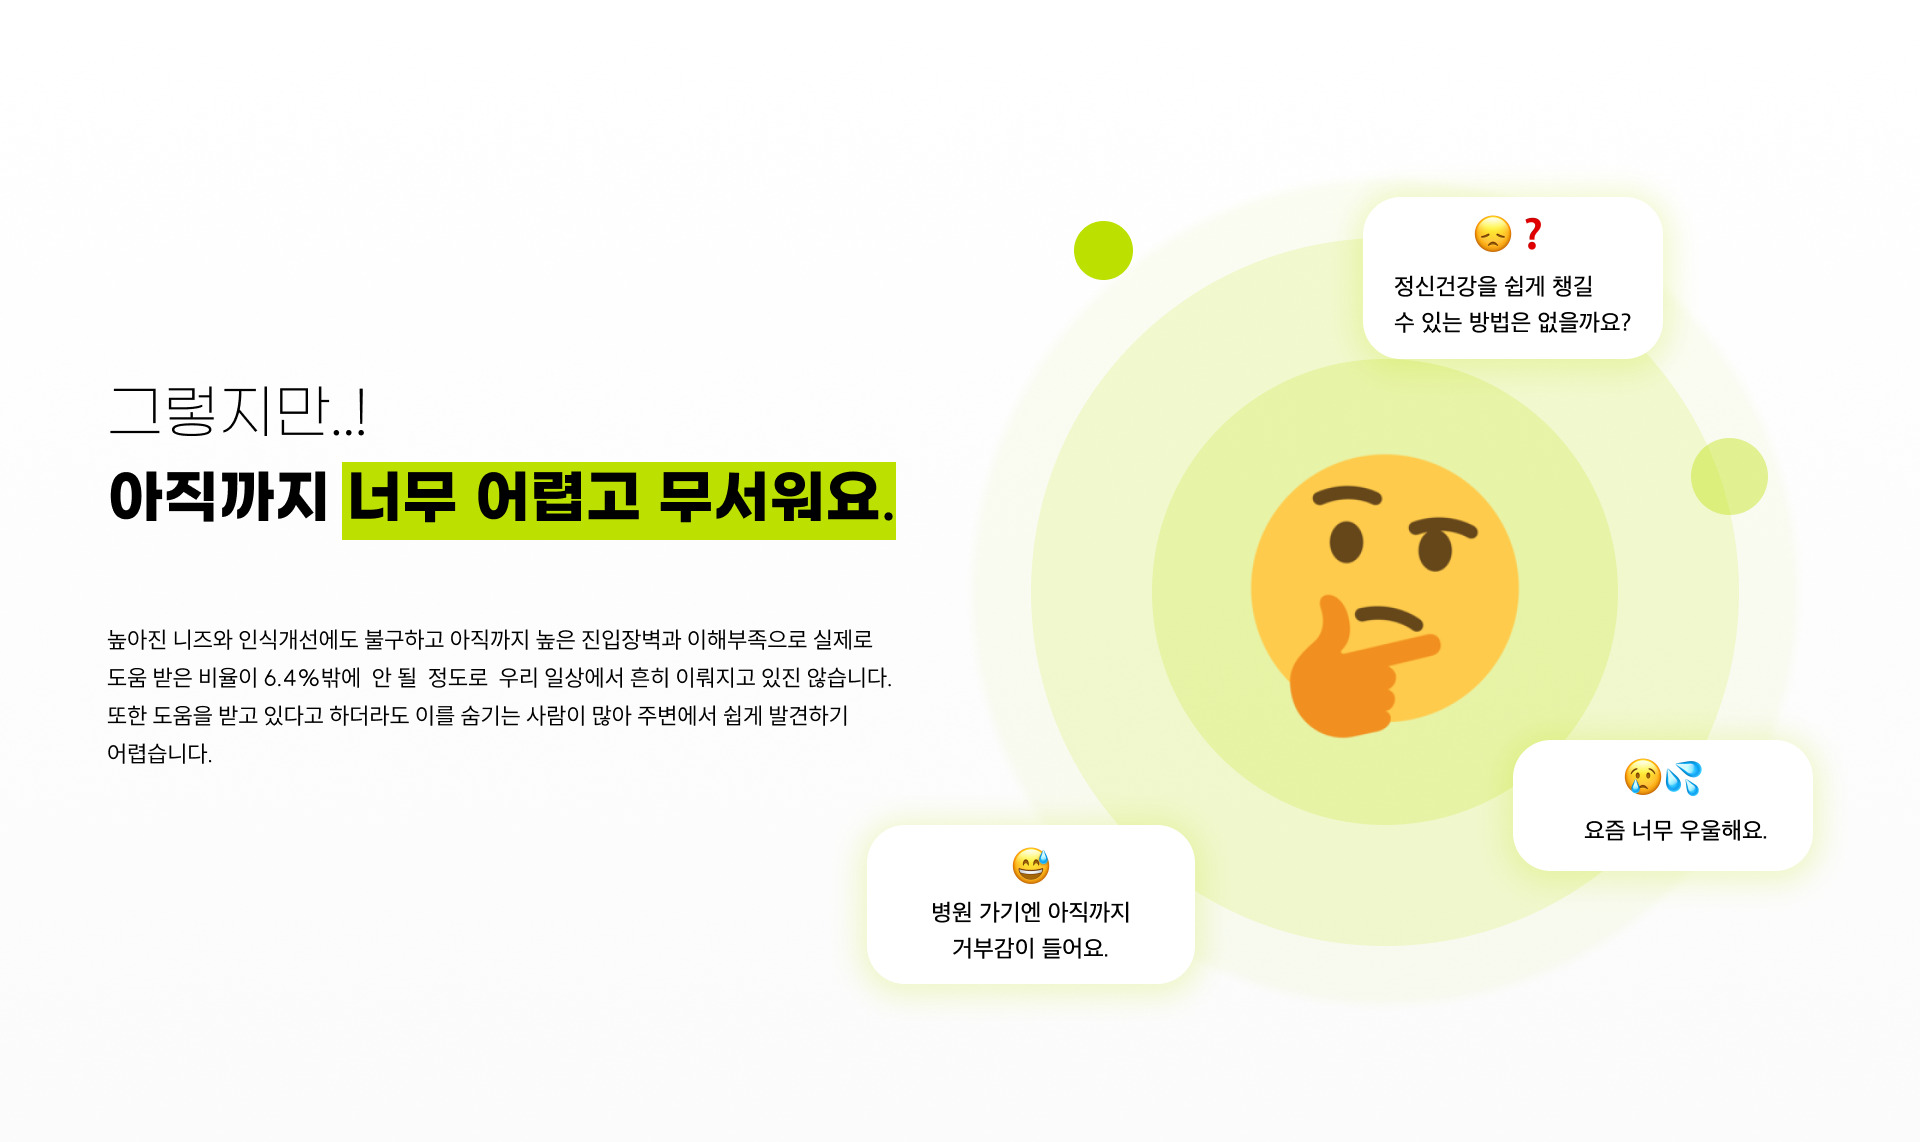 그렇지만..!
아직까지 너무 어렵고 무서워요.
높아진 니즈와 인식개선에도 불구하고 아직까지 높은 진입장벽과 이해부족으로 실제로
도움 받은 비율이 6.4%밖에 안 될 정도로 우리 일상에서 흔히 이뤄지고 있진 않습니다.
또한 도움을 받고 있다고 하더라도 이를 숨기는 사람이 많아 주변에서 쉽게 발견하기
어렵습니다.
😞❓
정신건강을 쉽게 챙길
수 있는 방법은 없을까요?
😢💦
요즘 너무 우울해요.
😅
병원 가기엔 아직까지
거부감이 들어요.